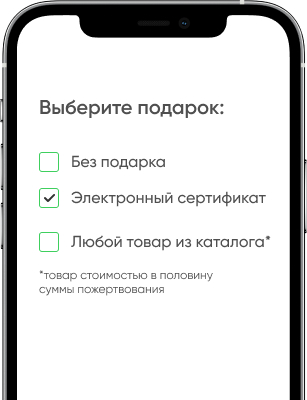 Выберите подарок:
Без подарка
Электронный сертификат
Любой товар из каталога*
*товар стоимостью в половину
суммы пожертвования